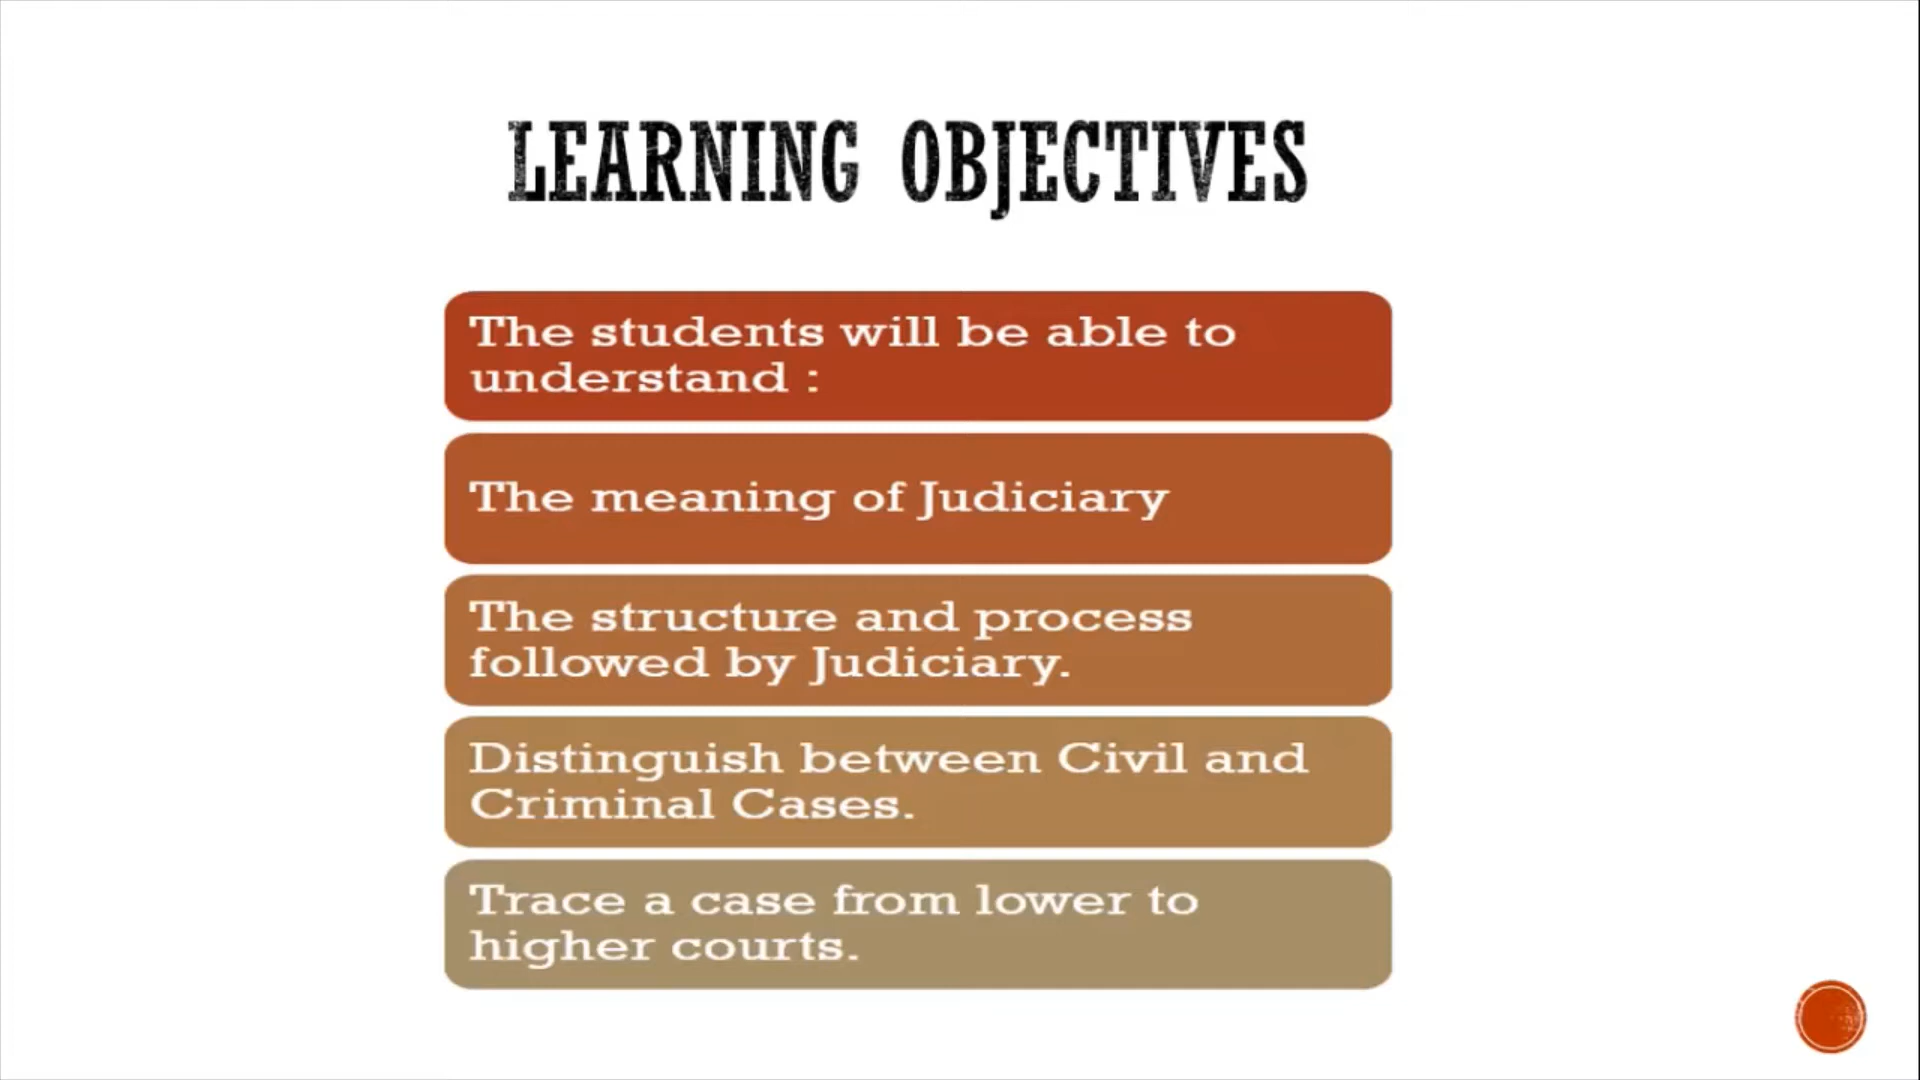 LEARNING OBJECTIVES
The students will be able to
understand :
The meaning of Judiciary
The structure and process
followed by Judiciary.
Distinguish between Civil and
Criminal Cases.
Trace a case from lower to
higher courts.